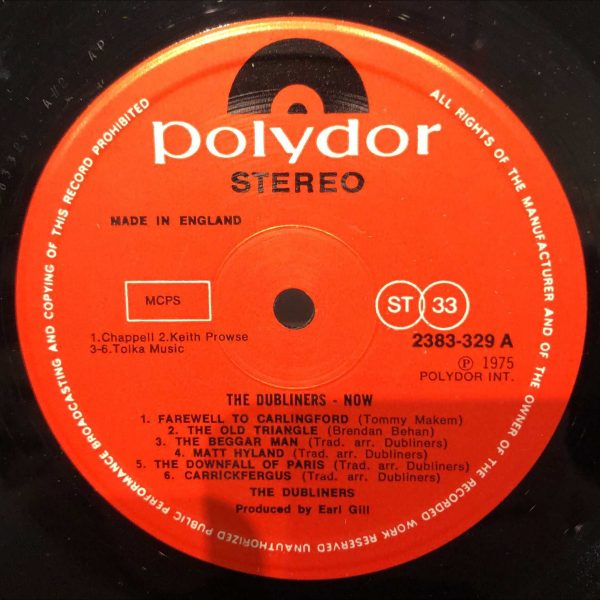 polydor
STEREO
MADE IN ENGLAND
MCPS
1.Chappell 2.Keith Prowse
3-6.Tolka Music
ST 33
2383-329 A
Ⓟ 1975
POLYDOR INT.
THE DUBLINERS - NOW
1. FAREWELL TO CARLINGFORD (Tommy Makem)
2. THE OLD TRIANGLE (Brendan Behan)
3. THE BEGGAR MAN (Trad. arr. Dubliners)
4. MATT HYLAND (Trad. arr. Dubliners)
5. THE DOWNFALL OF PARIS (Trad. arr. Dubliners)
6. CARRICKFERGUS (Trad. arr. Dubliners)
THE DUBLINERS
Produced by Earl Gill
ALL RIGHTS OF THE MANUFACTURER AND OF THE OWNER OF THE RECORDED WORK RESERVED UNAUTHORIZED PUBLIC PERFORMANCE BROADCASTING AND COPYING OF THIS RECORD PROHIBITED